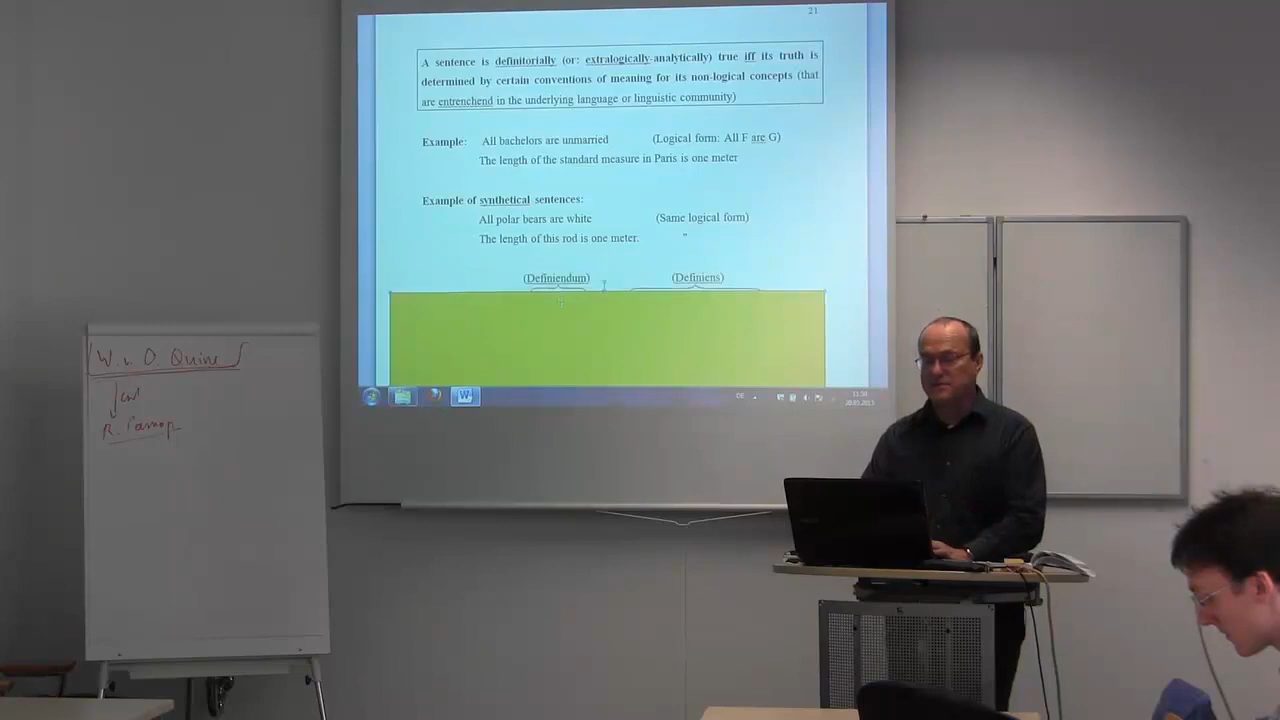 21
A sentence is definitorially (or: extralogically-analytically) true iff its truth is
determined by certain conventions of meaning for its non-logical concepts (that
are entrenchend in the underlying language or linguistic community)
Example: All bachelors are unmarried (Logical form: All F are G)
The length of the standard measure in Paris is one meter
Example of synthetical sentences:
All polar bears are white (Same logical form)
The length of this rod is one meter. "
(Definiendum) (Definiens)
DE
W. v. O. Quine
R.